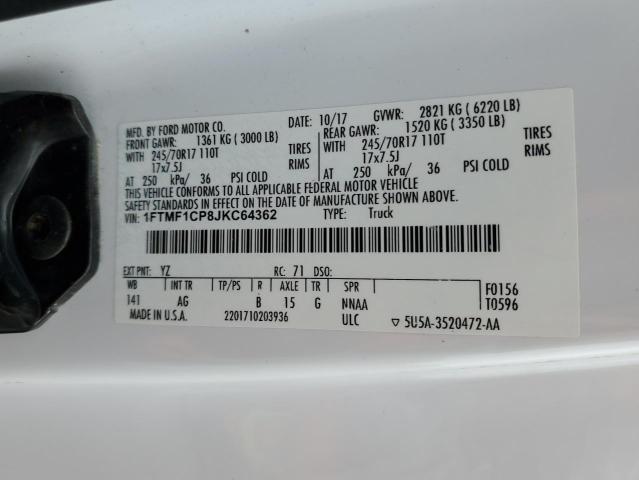 MFD. BY FORD MOTOR CO. DATE: 10/17 GVWR: 2821 KG ( 6220 LB)
FRONT GAWR: 1361 KG ( 3000 LB) REAR GAWR: 1520 KG ( 3350 LB)
WITH 245/70R17 110T TIRES WITH 245/70R17 110T TIRES
17x7.5J RIMS 17x7.5J RIMS
AT 250 kPa/ 36 PSI COLD AT 250 kPa/ 36 PSI COLD
THIS VEHICLE CONFORMS TO ALL APPLICABLE FEDERAL MOTOR VEHICLE
SAFETY STANDARDS IN EFFECT ON THE DATE OF MANUFACTURE SHOWN ABOVE.
VIN: 1FTMF1CP8JKC64362 TYPE: Truck
EXT PNT: YZ RC: 71 DSO:
WB INT TR TP/PS R AXLE TR SPR F0156
141 AG B 15 G NNAA T0596
MADE IN U.S.A. 2201710203936 ULC ▽ 5U5A-3520472-AA